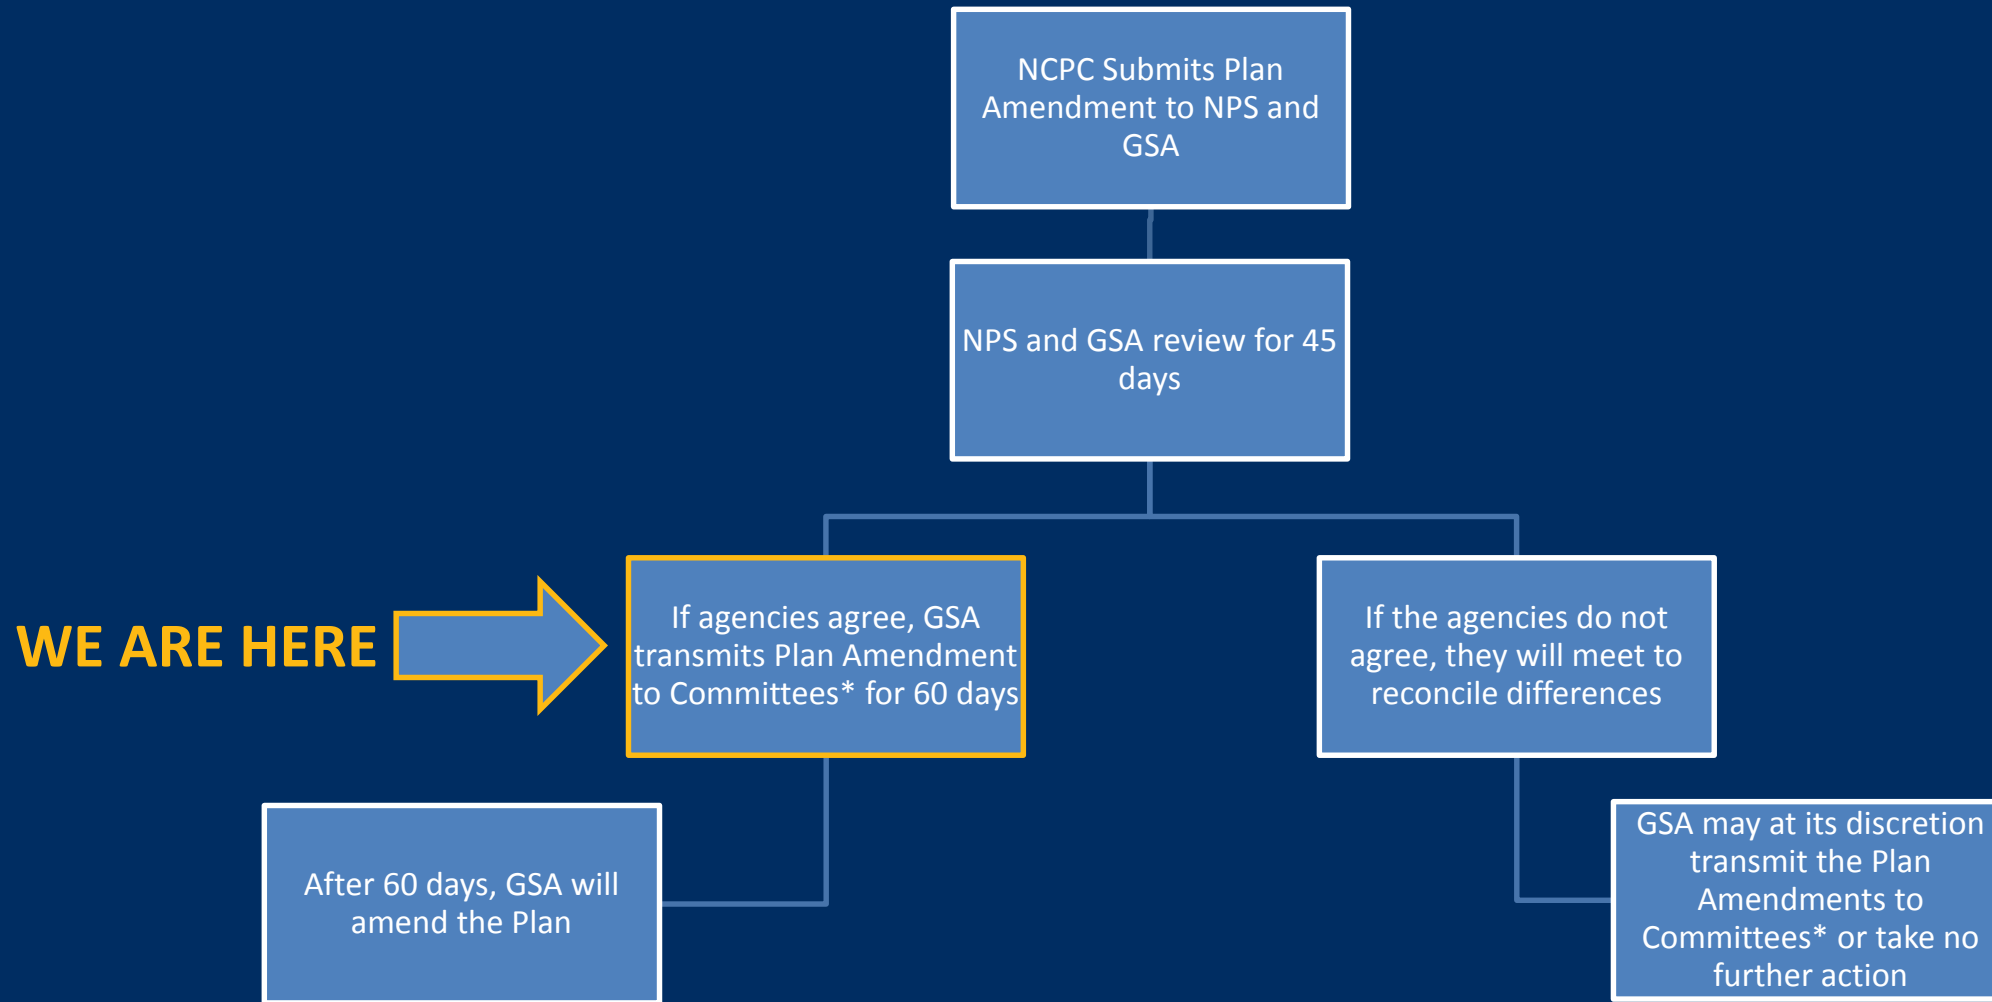 NCPC Submits Plan
Amendment to NPS and
GSA
NPS and GSA review for 45
days
WE ARE HERE
If agencies agree, GSA
transmits Plan Amendment
to Committees* for 60 days
If the agencies do not
agree, they will meet to
reconcile differences
After 60 days, GSA will
amend the Plan
GSA may at its discretion
transmit the Plan
Amendments to
Committees* or take no
further action